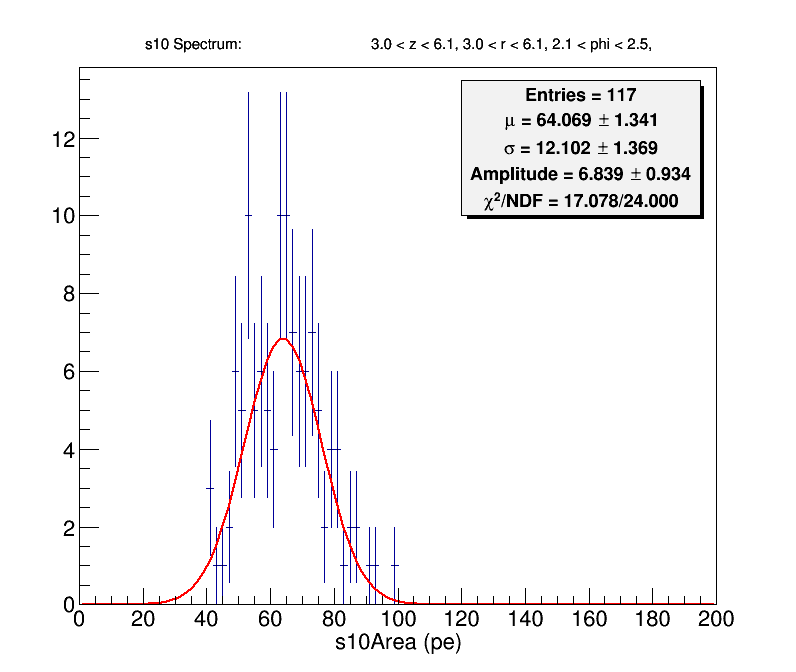 s10 Spectrum: 3.0 < z < 6.1, 3.0 < r < 6.1, 2.1 < phi < 2.5,
Entries = 117
μ = 64.069 ± 1.341
σ = 12.102 ± 1.369
Amplitude = 6.839 ± 0.934
χ²/NDF = 17.078/24.000
12
10
8
6
4
2
0
0 20 40 60 80 100 120 140 160 180 200
s10Area (pe)